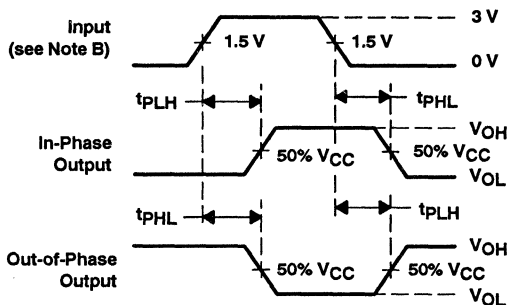 Input
(see Note B)
1.5 V
1.5 V
3 V
0 V
tPLH
tPHL
In-Phase
Output
50% VCC
50% VCC
VOH
VOL
tPHL
tPLH
Out-of-Phase
Output
50% VCC
50% VCC
VOH
VOL